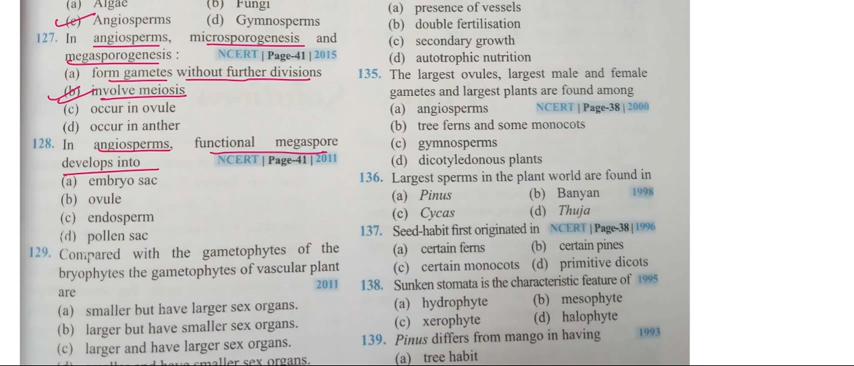 (a) Algae (b) Fungi
(c) Angiosperms (d) Gymnosperms
127. In angiosperms, microsporogenesis and
megasporogenesis : NCERT | Page-41 | 2015
(a) form gametes without further divisions
(b) involve meiosis
(c) occur in ovule
(d) occur in anther
128. In angiosperms, functional megaspore
develops into NCERT | Page-41 | 2011
(a) embryo sac
(b) ovule
(c) endosperm
(d) pollen sac
129. Compared with the gametophytes of the
bryophytes the gametophytes of vascular plant
are 2011
(a) smaller but have larger sex organs.
(b) larger but have smaller sex organs.
(c) larger and have larger sex organs.
smaller sex organs.
(a) presence of vessels
(b) double fertilisation
(c) secondary growth
(d) autotrophic nutrition
135. The largest ovules, largest male and female
gametes and largest plants are found among
(a) angiosperms NCERT | Page-38 | 2000
(b) tree ferns and some monocots
(c) gymnosperms
(d) dicotyledonous plants
136. Largest sperms in the plant world are found in
(a) Pinus (b) Banyan 1998
(c) Cycas (d) Thuja
137. Seed-habit first originated in NCERT | Page-38 | 1996
(a) certain ferns (b) certain pines
(c) certain monocots (d) primitive dicots
138. Sunken stomata is the characteristic feature of 1995
(a) hydrophyte (b) mesophyte
(c) xerophyte (d) halophyte
139. Pinus differs from mango in having 1993
(a) tree habit